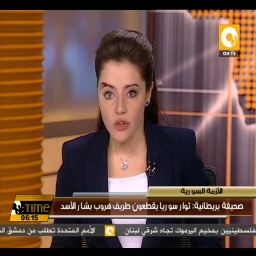 ON TV
الأزمة السورية
صحيفة بريطانية: ثوار سوريا يقطعون طريق هروب بشار الأسد
TIME
06:15
فلسطينيين بمخيم اليرموك تجاه شرقي لبنان
الأمم المتحدة تطلب من دمشق